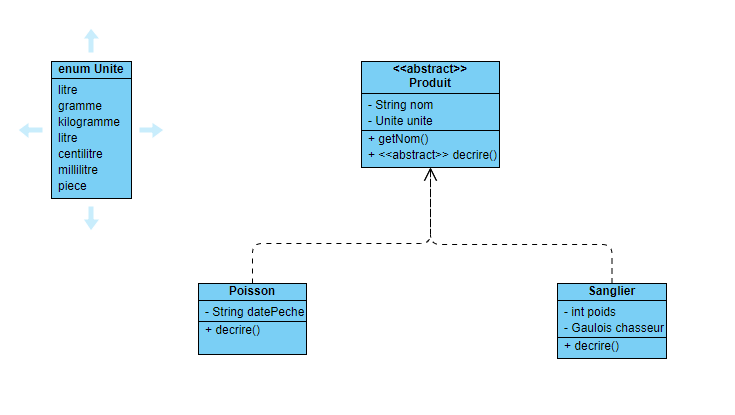 enum Unite
litre
gramme
kilogramme
litre
centilitre
millilitre
piece
<<abstract>>
Produit
- String nom
- Unite unite
+ getNom()
+ <<abstract>> decrire()
Poisson
- String datePeche
+ decrire()
Sanglier
- int poids
- Gaulois chasseur
+ decrire()